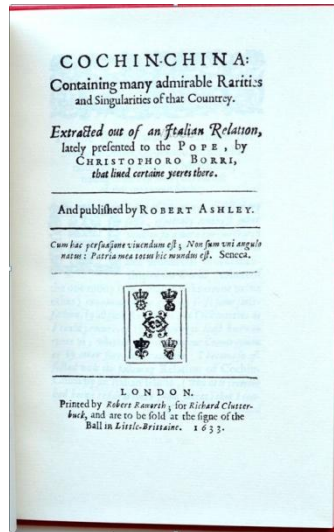 COCHIN-CHINA:
Containing many admirable Rarities
and Singularities of that Countrey.
Extracted out of an Italian Relation,
lately presented to the POPE, by
CHRISTOPHORO BORRI,
that liued certaine yeeres there.
And published by ROBERT ASHLEY.
Cum hac persuasione viuendum est; Non sum vni angulo
natus: Patria mea totus hic mundus est. Seneca.
LONDON.
Printed by Robert Raworth; for Richard Clutter-
buck, and are to be sold at the signe of the
Ball in Little-Brittaine. 1633.